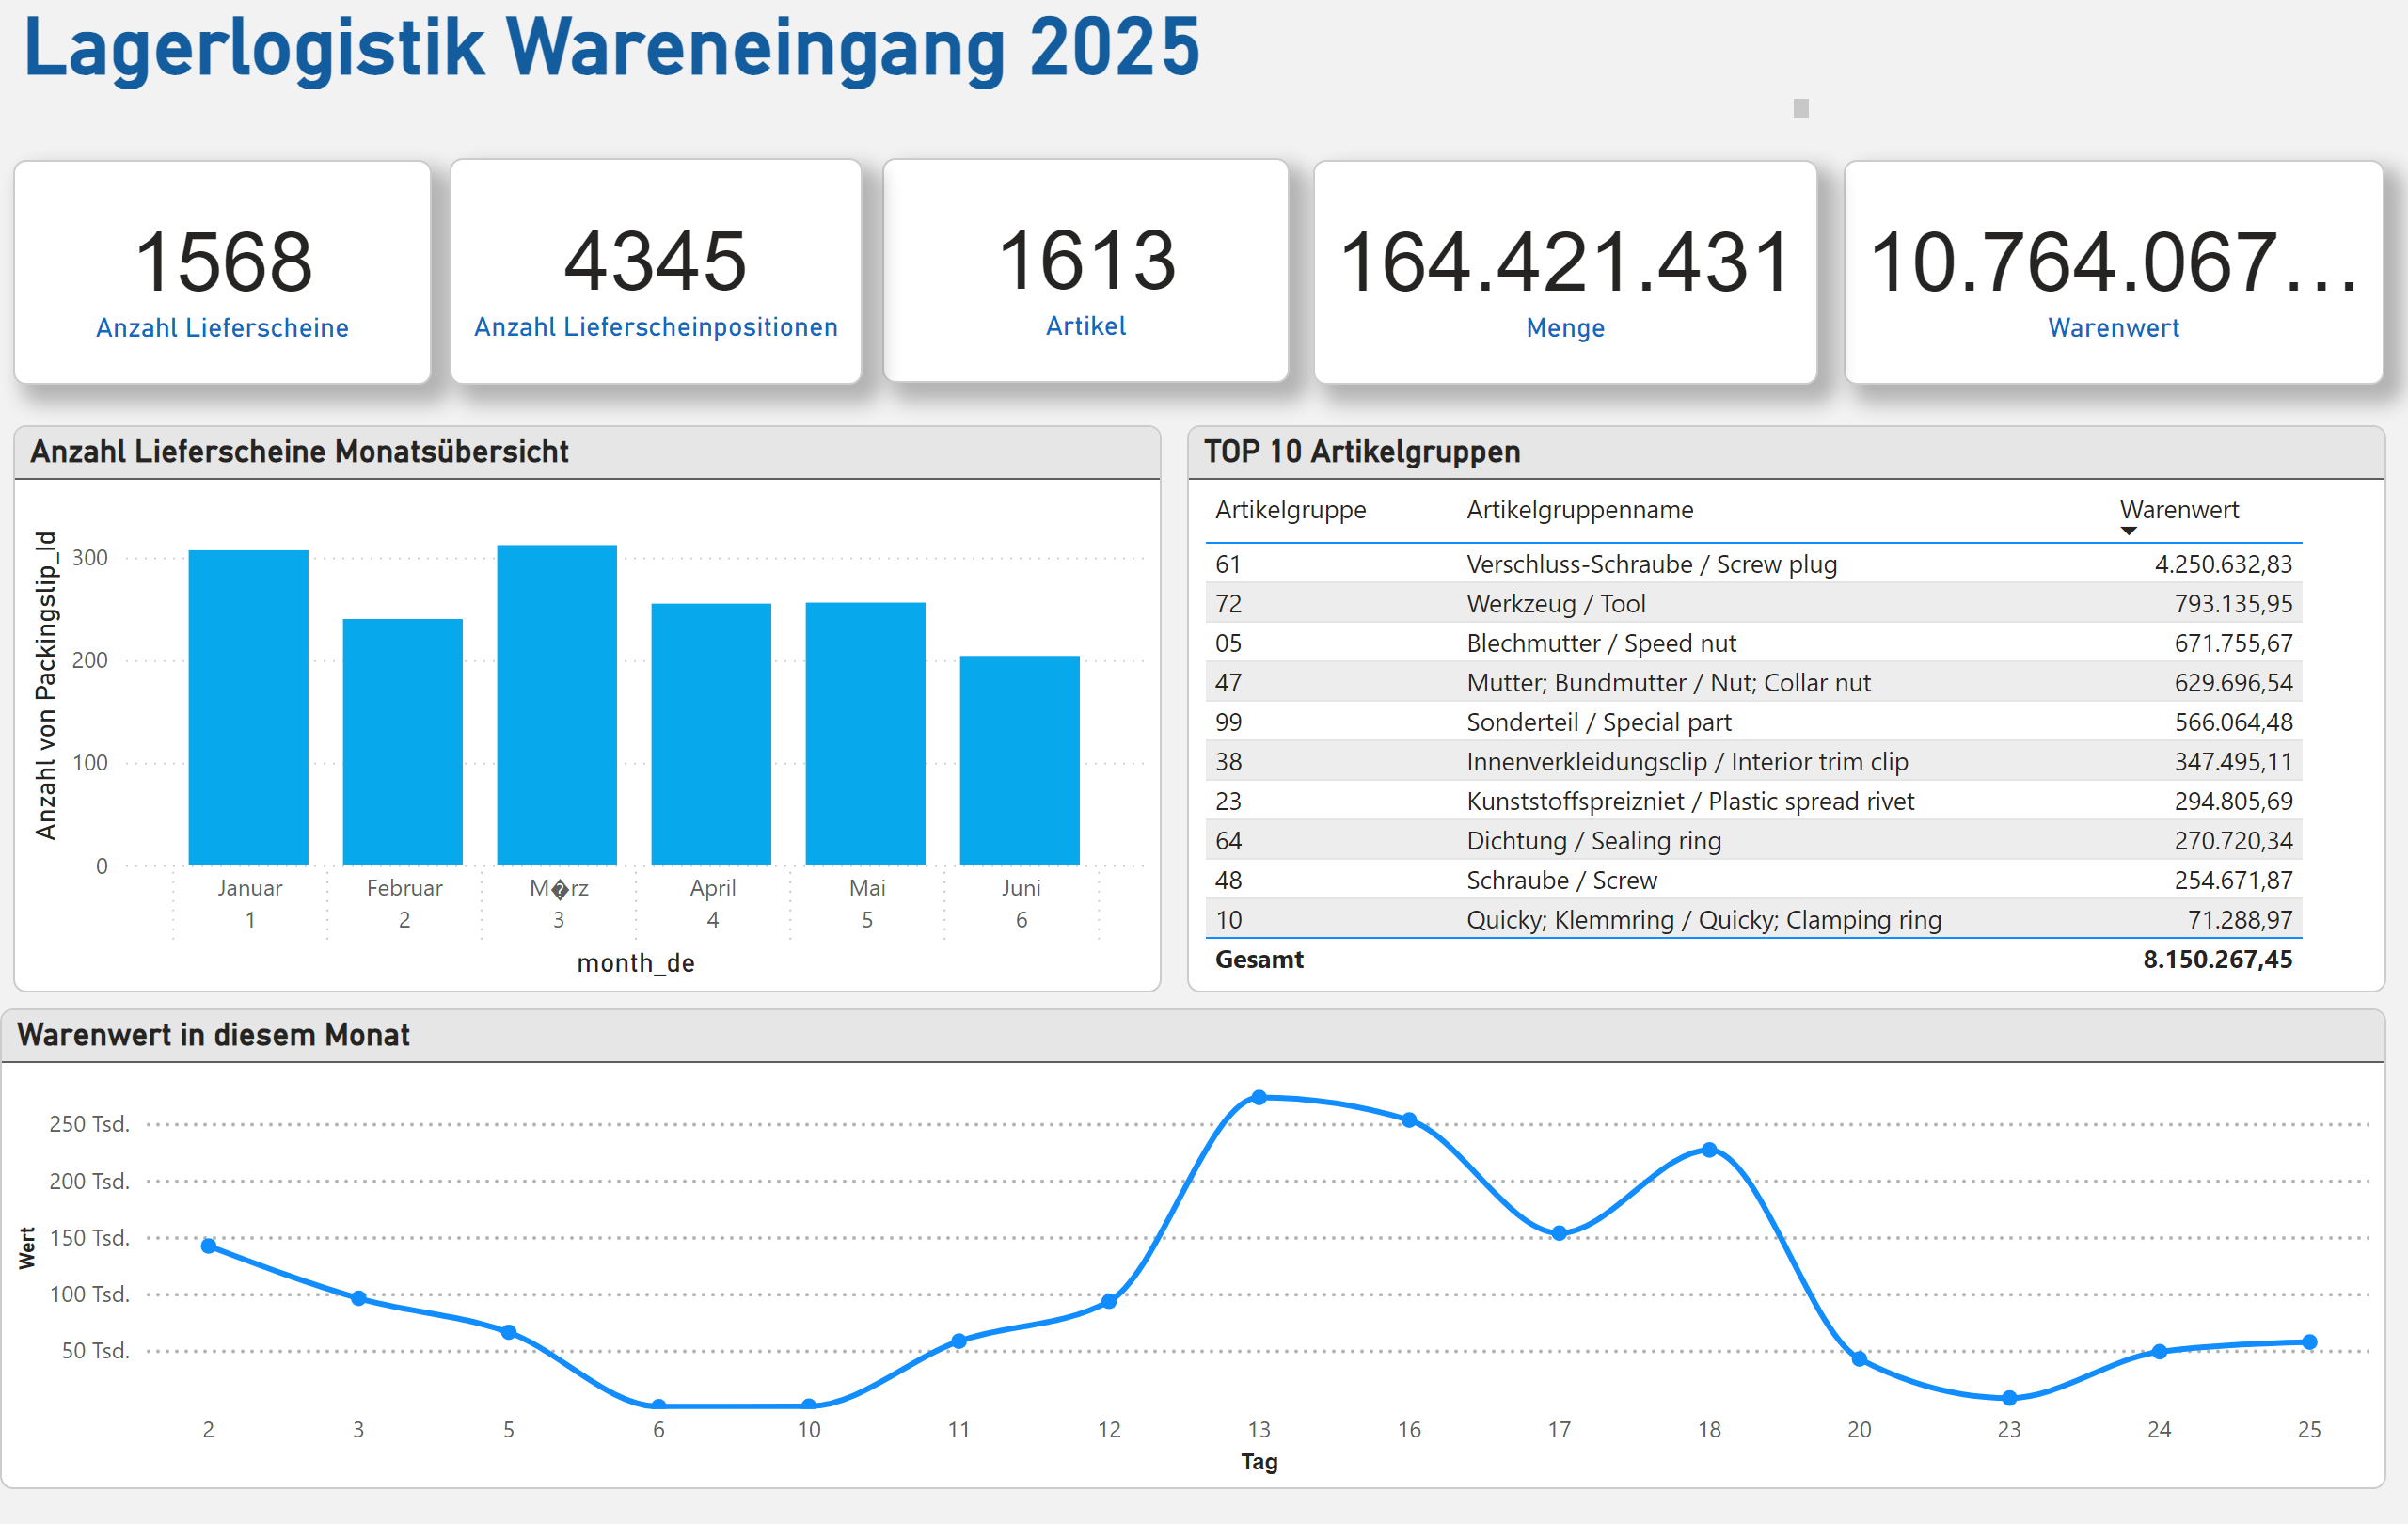 Lagerlogistik Wareneingang 2025
1568
Anzahl Lieferscheine
4345
Anzahl Lieferscheinpositionen
1613
Artikel
164.421.431
Menge
10.764.067...
Warenwert
Anzahl Lieferscheine Monatsübersicht
Anzahl von Packingslip_Id
300
200
100
0
Januar Februar M�rz April Mai Juni
1 2 3 4 5 6
month_de
TOP 10 Artikelgruppen
Artikelgruppe Artikelgruppenname Warenwert
61 Verschluss-Schraube / Screw plug 4.250.632,83
72 Werkzeug / Tool 793.135,95
05 Blechmutter / Speed nut 671.755,67
47 Mutter; Bundmutter / Nut; Collar nut 629.696,54
99 Sonderteil / Special part 566.064,48
38 Innenverkleidungsclip / Interior trim clip 347.495,11
23 Kunststoffspreizniet / Plastic spread rivet 294.805,69
64 Dichtung / Sealing ring 270.720,34
48 Schraube / Screw 254.671,87
10 Quicky; Klemmring / Quicky; Clamping ring 71.288,97
Gesamt 8.150.267,45
Warenwert in diesem Monat
Wert
250 Tsd.
200 Tsd.
150 Tsd.
100 Tsd.
50 Tsd.
2 3 5 6 10 11 12 13 16 17 18 20 23 24 25
Tag